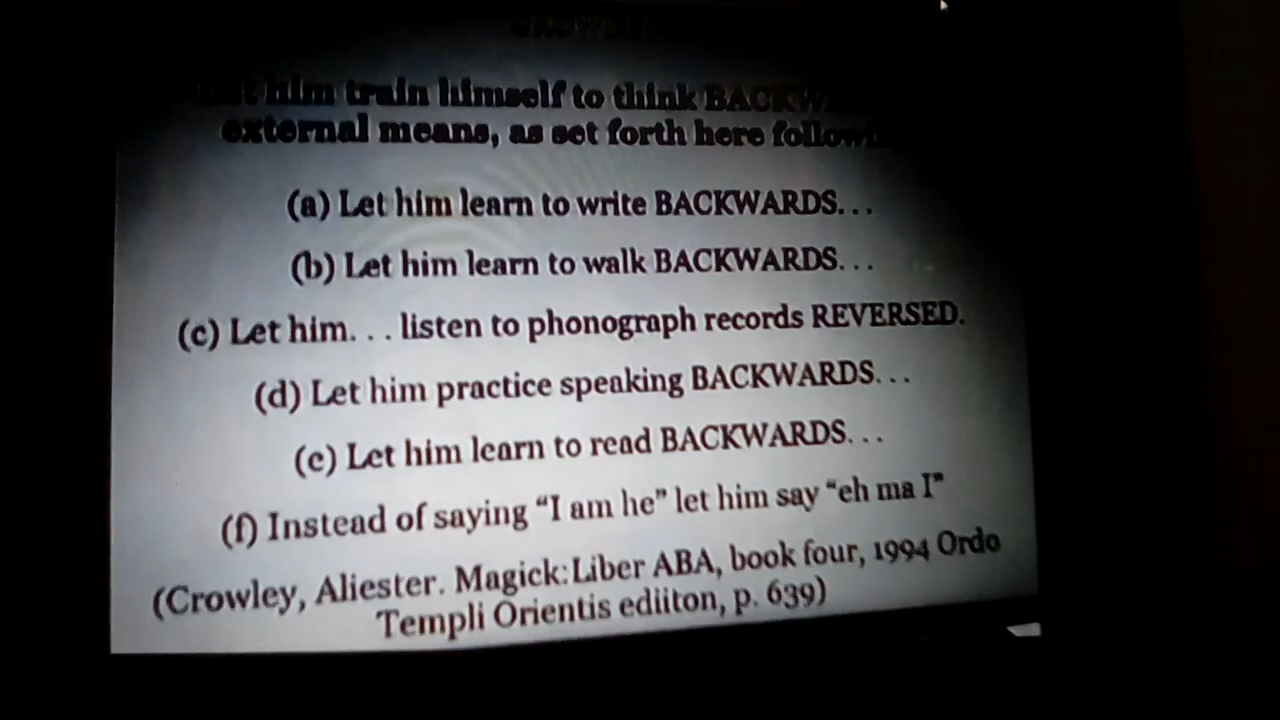 him train himself to think
external means, as set forth here
(a) Let him learn to write BACKWARDS. . .
(b) Let him learn to walk BACKWARDS. . .
(c) Let him. . . listen to phonograph records REVERSED.
(d) Let him practice speaking BACKWARDS. . .
(e) Let him learn to read BACKWARDS. . .
(f) Instead of saying “I am he” let him say “eh ma I”
(Crowley, Aliester. Magick:Liber ABA, book four, 1994 Ordo
Templi Orientis ediiton, p. 639)